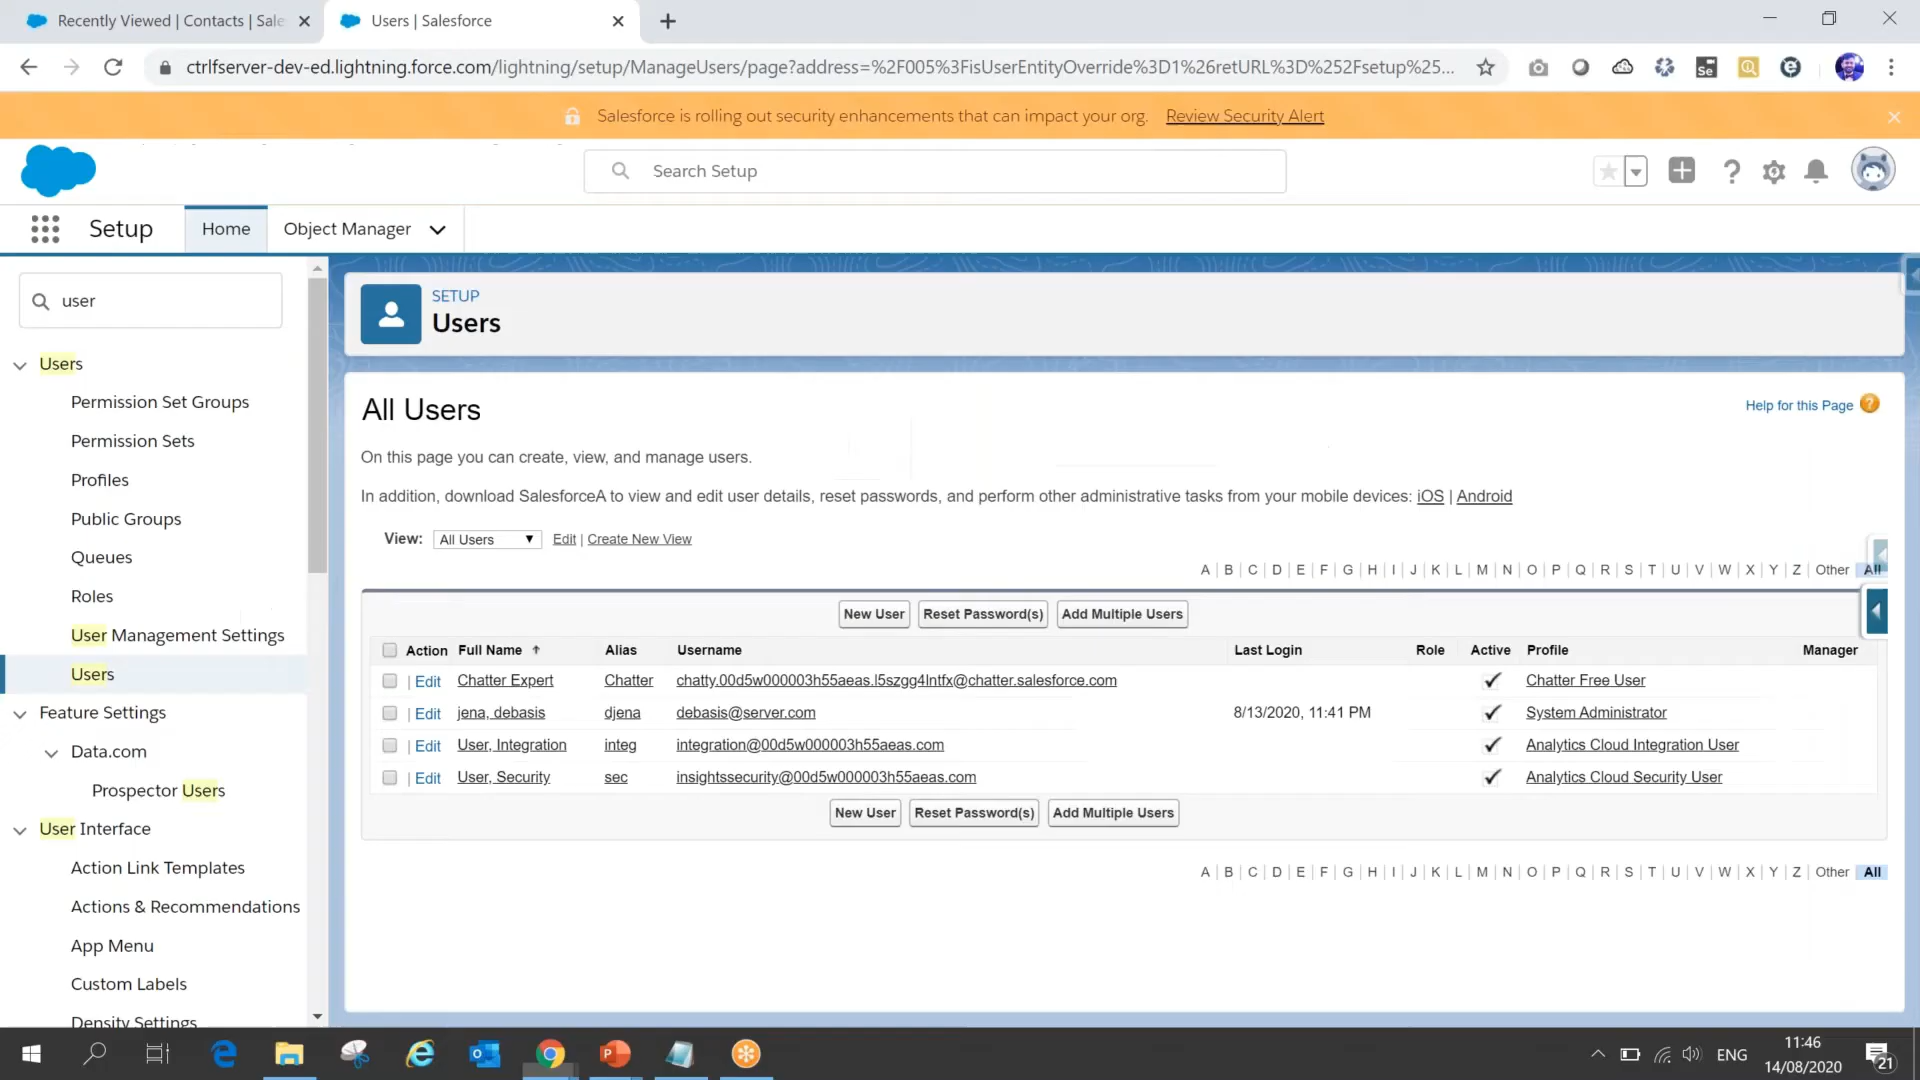 Recently Viewed | Contacts | Sale
Users | Salesforce
ctrlfserver-dev-ed.lightning.force.com/lightning/setup/ManageUsers/page?address=%2F005%3FisUserEntityOverride%3D1%26retURL%3D%252Fsetup%25...
Se
Salesforce is rolling out security enhancements that can impact your org. Review Security Alert
Search Setup
Setup
Home
Object Manager
user
Users
Permission Set Groups
Permission Sets
Profiles
Public Groups
Queues
Roles
User Management Settings
Users
Feature Settings
Data.com
Prospector Users
User Interface
Action Link Templates
Actions & Recommendations
App Menu
Custom Labels
Density Settings
SETUP
Users
All Users
Help for this Page ?
On this page you can create, view, and manage users.
In addition, download SalesforceA to view and edit user details, reset passwords, and perform other administrative tasks from your mobile devices: iOS | Android
View: All Users Edit | Create New View
A | B | C | D | E | F | G | H | I | J | K | L | M | N | O | P | Q | R | S | T | U | V | W | X | Y | Z | Other All
New User Reset Password(s) Add Multiple Users
Action Full Name Alias Username Last Login Role Active Profile Manager
| Edit Chatter Expert Chatter chatty.00d5w000003h55aeas.l5szgg4lntfx@chatter.salesforce.com Chatter Free User
| Edit jena, debasis djena debasis@server.com 8/13/2020, 11:41 PM System Administrator
| Edit User, Integration integ integration@00d5w000003h55aeas.com Analytics Cloud Integration User
| Edit User, Security sec insightssecurity@00d5w000003h55aeas.com Analytics Cloud Security User
New User Reset Password(s) Add Multiple Users
A | B | C | D | E | F | G | H | I | J | K | L | M | N | O | P | Q | R | S | T | U | V | W | X | Y | Z | Other All
ENG
11:46
14/08/2020
21